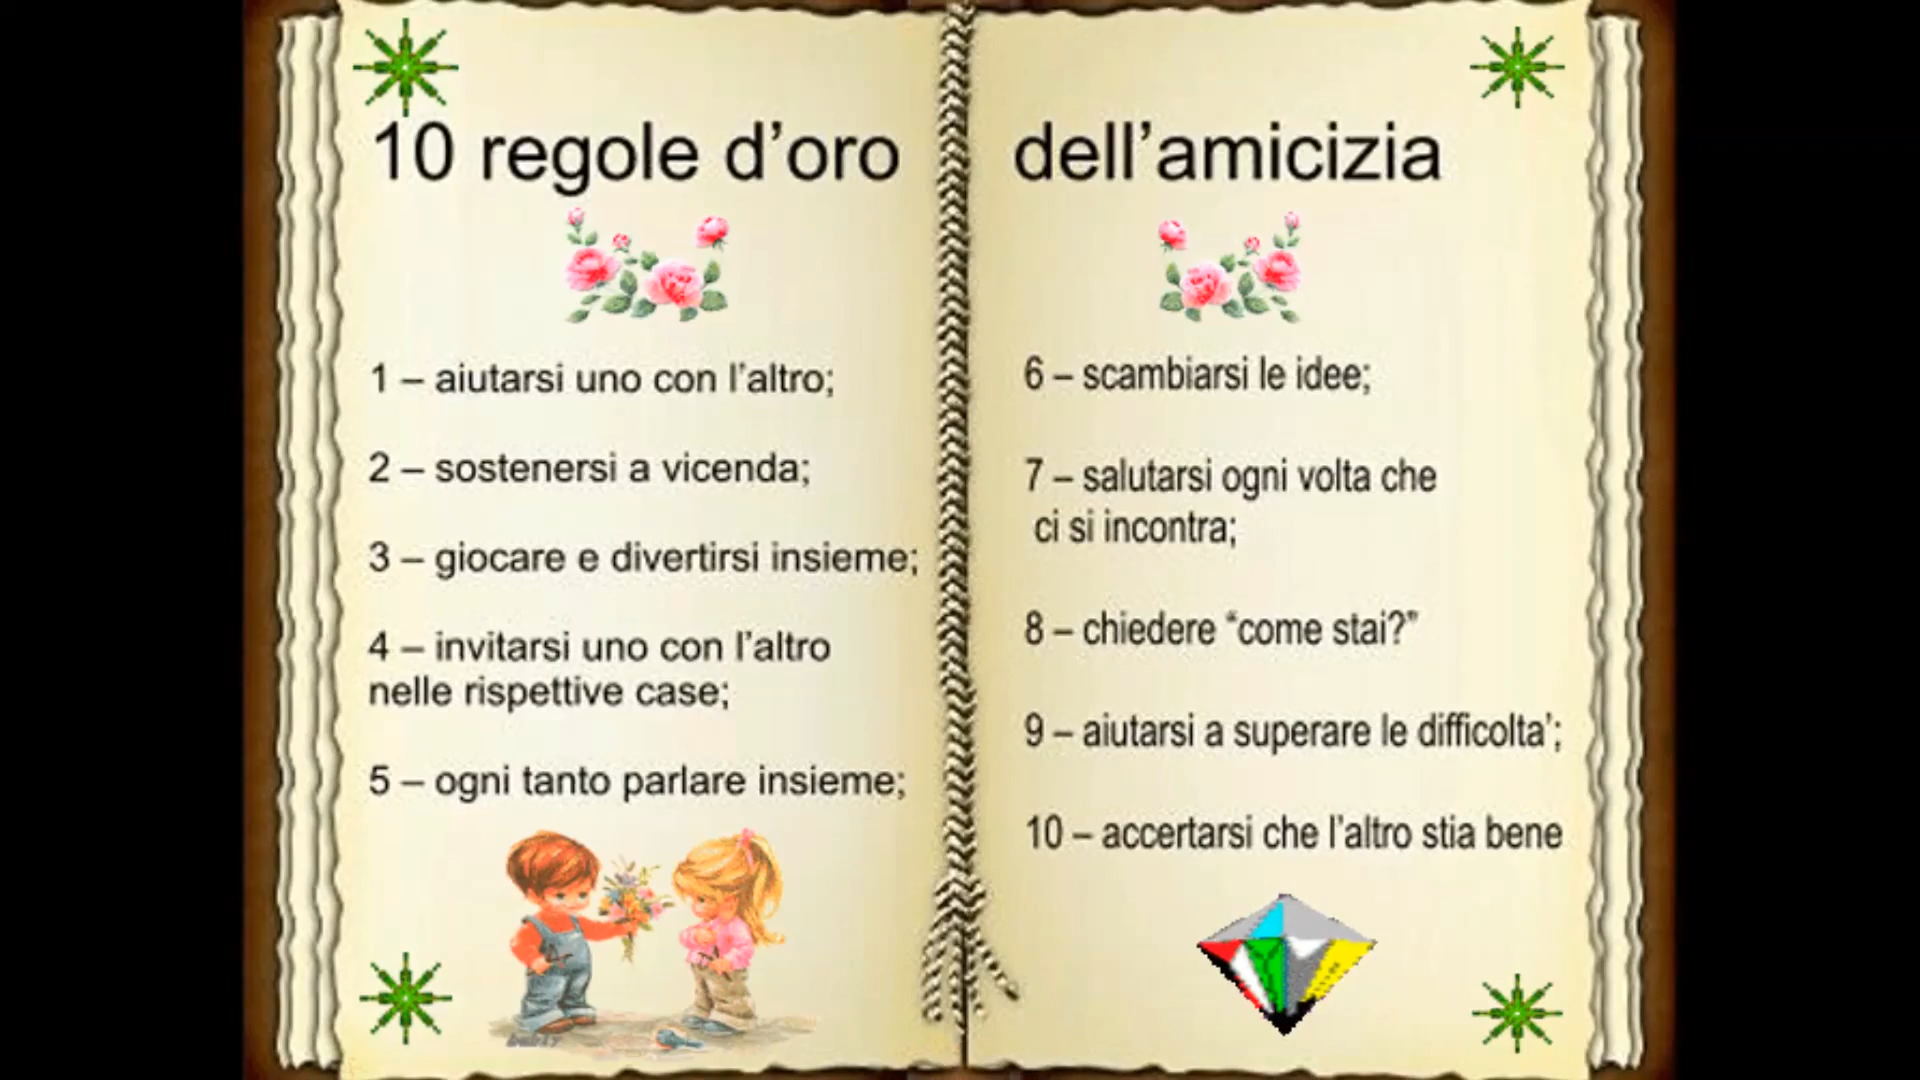 10 regole d’oro dell’amicizia
1 – aiutarsi uno con l’altro;
2 – sostenersi a vicenda;
3 – giocare e divertirsi insieme;
4 – invitarsi uno con l’altro
nelle rispettive case;
5 – ogni tanto parlare insieme;
6 – scambiarsi le idee;
7 – salutarsi ogni volta che
ci si incontra;
8 – chiedere “come stai?”
9 – aiutarsi a superare le difficolta’;
10 – accertarsi che l’altro stia bene